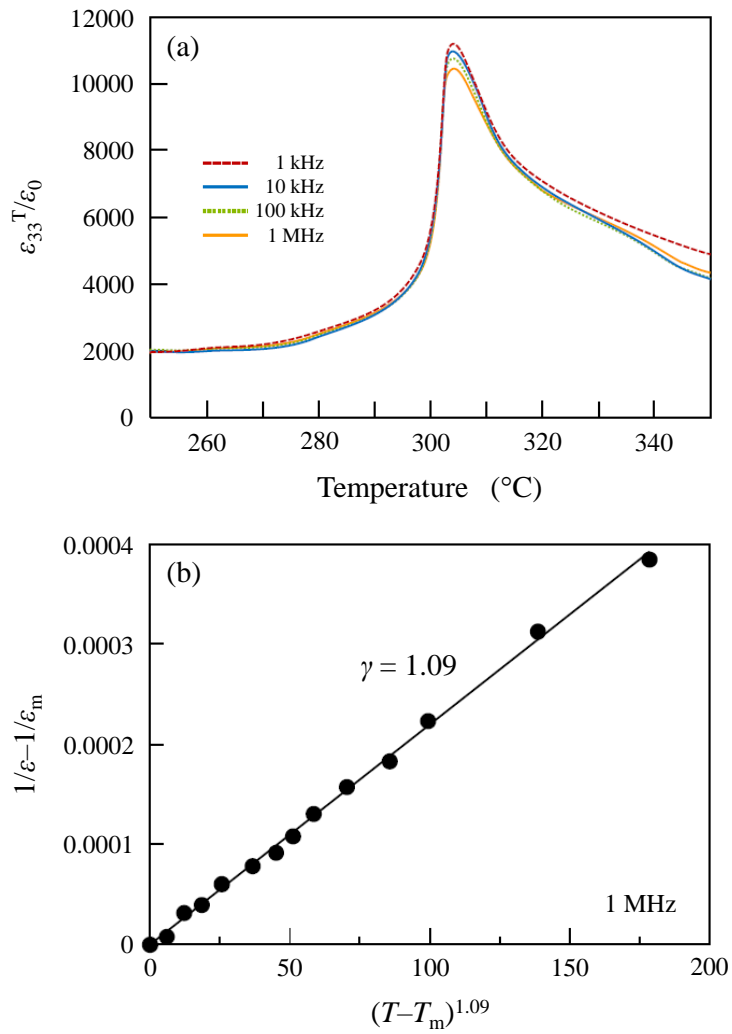 (a)
12000
10000
8000
6000
4000
2000
0
ε₃₃ᵀ/ε₀
1 kHz
10 kHz
100 kHz
1 MHz
260 280 300 320 340
Temperature (°C)
(b)
0.0004
0.0003
0.0002
0.0001
0
1/ε–1/εₘ
γ = 1.09
1 MHz
0 50 100 150 200
(T–Tₘ)¹·⁰⁹